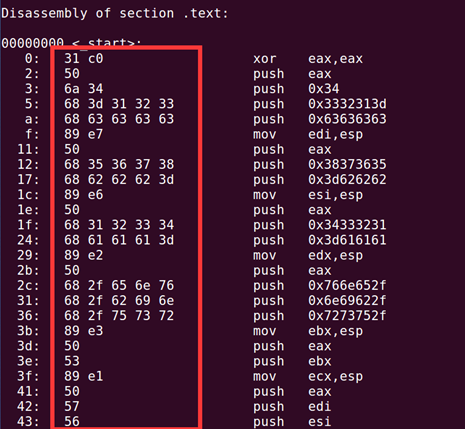 Disassembly of section .text:
00000000 <_start>:
0: 31 c0 xor eax,eax
2: 50 push eax
3: 6a 34 push 0x34
5: 68 3d 31 32 33 push 0x3332313d
a: 68 63 63 63 63 push 0x63636363
f: 89 e7 mov edi,esp
11: 50 push eax
12: 68 35 36 37 38 push 0x38373635
17: 68 62 62 62 3d push 0x3d626262
1c: 89 e6 mov esi,esp
1e: 50 push eax
1f: 68 31 32 33 34 push 0x34333231
24: 68 61 61 61 3d push 0x3d616161
29: 89 e2 mov edx,esp
2b: 50 push eax
2c: 68 2f 65 6e 76 push 0x766e652f
31: 68 2f 62 69 6e push 0x6e69622f
36: 68 2f 75 73 72 push 0x7273752f
3b: 89 e3 mov ebx,esp
3d: 50 push eax
3e: 53 push ebx
3f: 89 e1 mov ecx,esp
41: 50 push eax
42: 57 push edi
43: 56 push esi